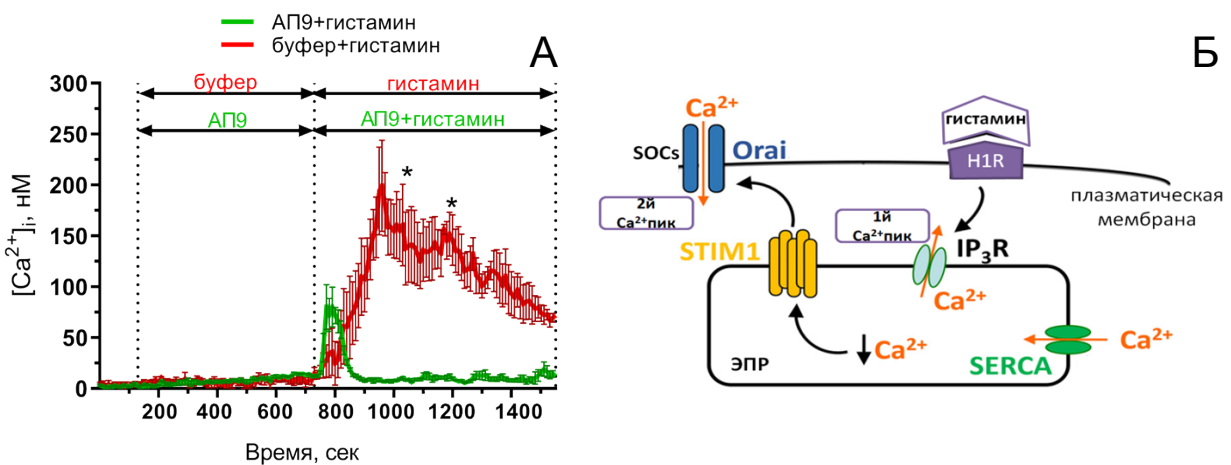 АП9+гистамин
буфер+гистамин
А
300
250
200
150
100
50
0
[Ca²⁺]ᵢ, нМ
буфер
гистамин
АП9
АП9+гистамин
*
*
200
400
600
800
1000
1200
1400
Время, сек
Б
Ca²⁺
SOCs
Orai
2й
Ca²⁺пик
гистамин
H1R
плазматическая
мембрана
1й
Ca²⁺пик
STIM1
IP₃R
Ca²⁺
Ca²⁺
Ca²⁺
ЭПР
SERCA